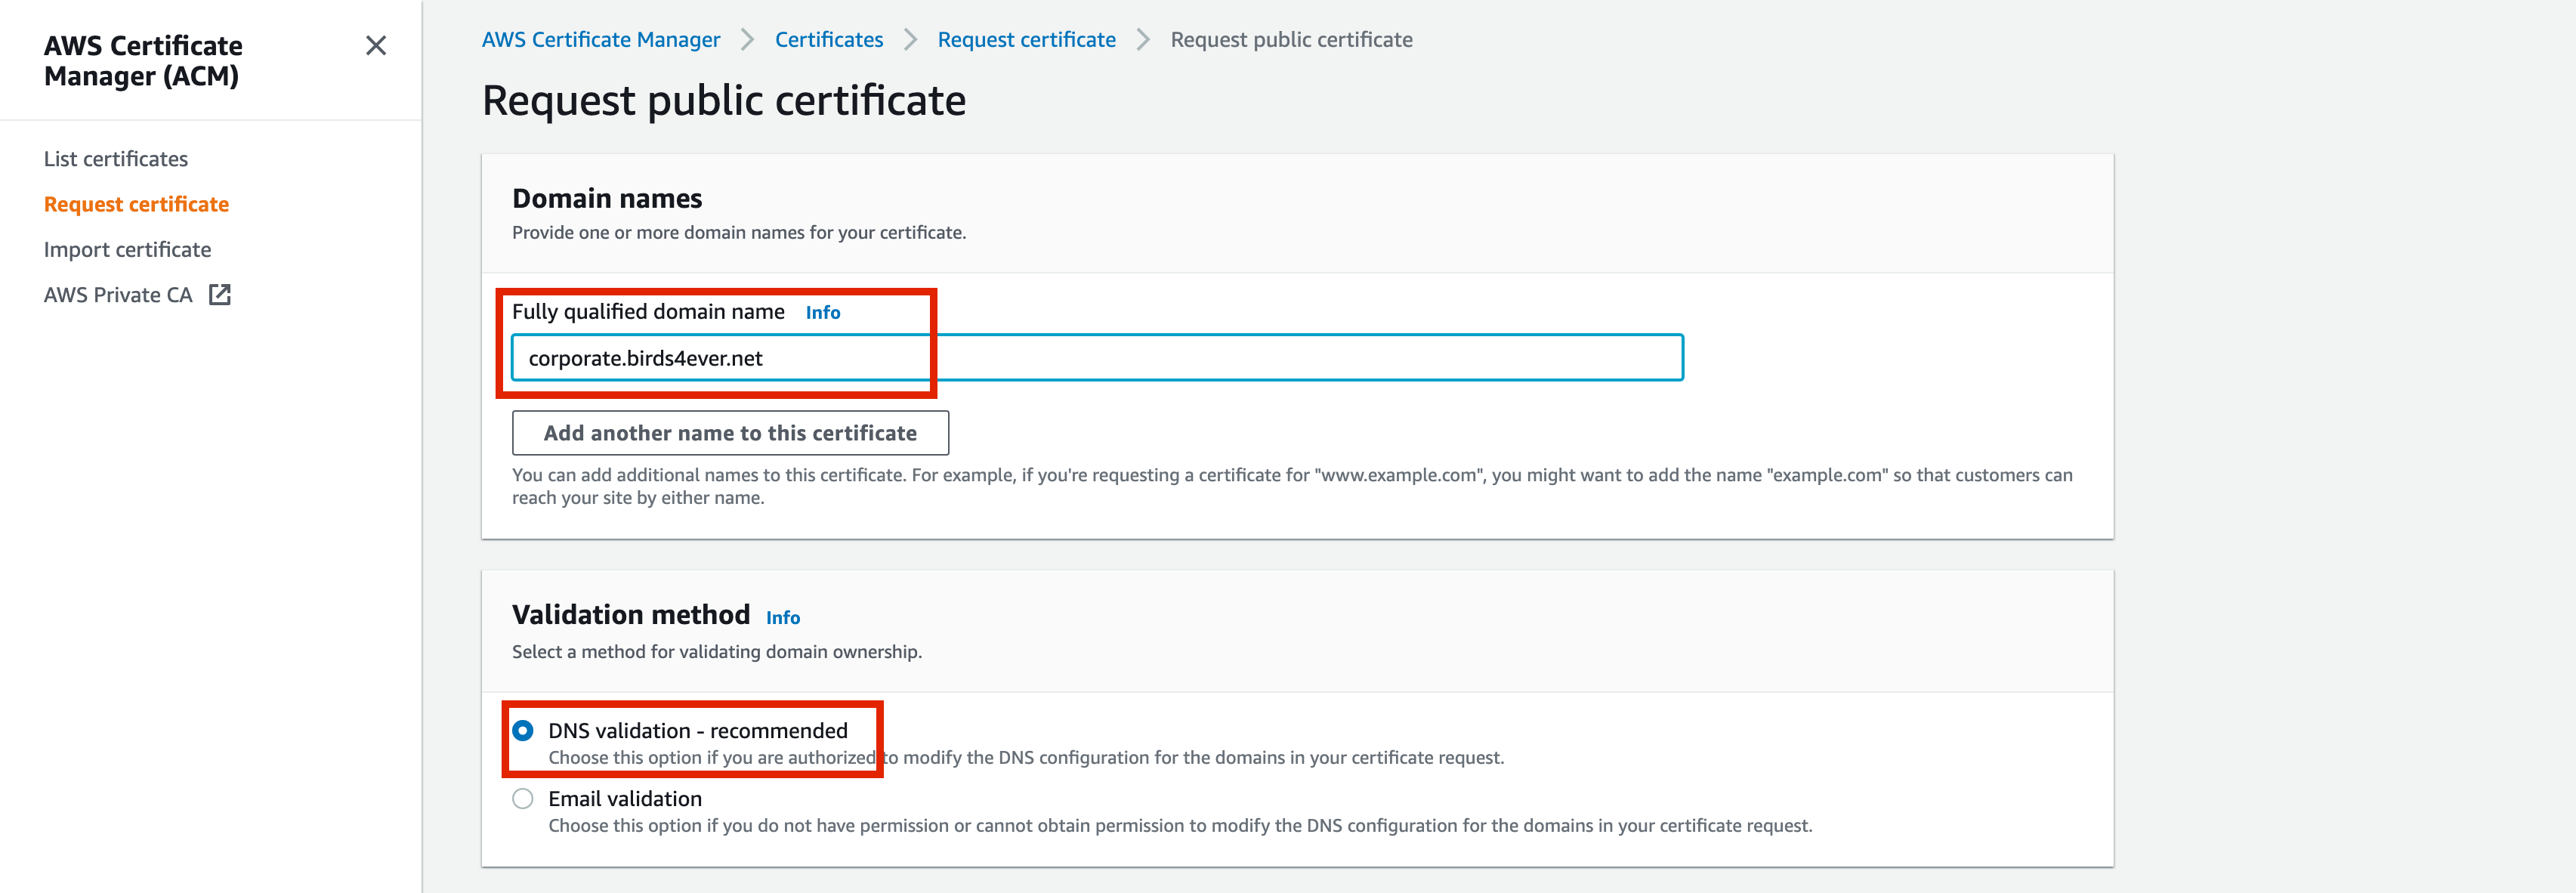 AWS Certificate
Manager (ACM)
List certificates
Request certificate
Import certificate
AWS Private CA
AWS Certificate Manager > Certificates > Request certificate > Request public certificate
Request public certificate
Domain names
Provide one or more domain names for your certificate.
Fully qualified domain name Info
corporate.birds4ever.net
Add another name to this certificate
You can add additional names to this certificate. For example, if you're requesting a certificate for "www.example.com", you might want to add the name "example.com" so that customers can
reach your site by either name.
Validation method Info
Select a method for validating domain ownership.
DNS validation - recommended
Choose this option if you are authorized to modify the DNS configuration for the domains in your certificate request.
Email validation
Choose this option if you do not have permission or cannot obtain permission to modify the DNS configuration for the domains in your certificate request.